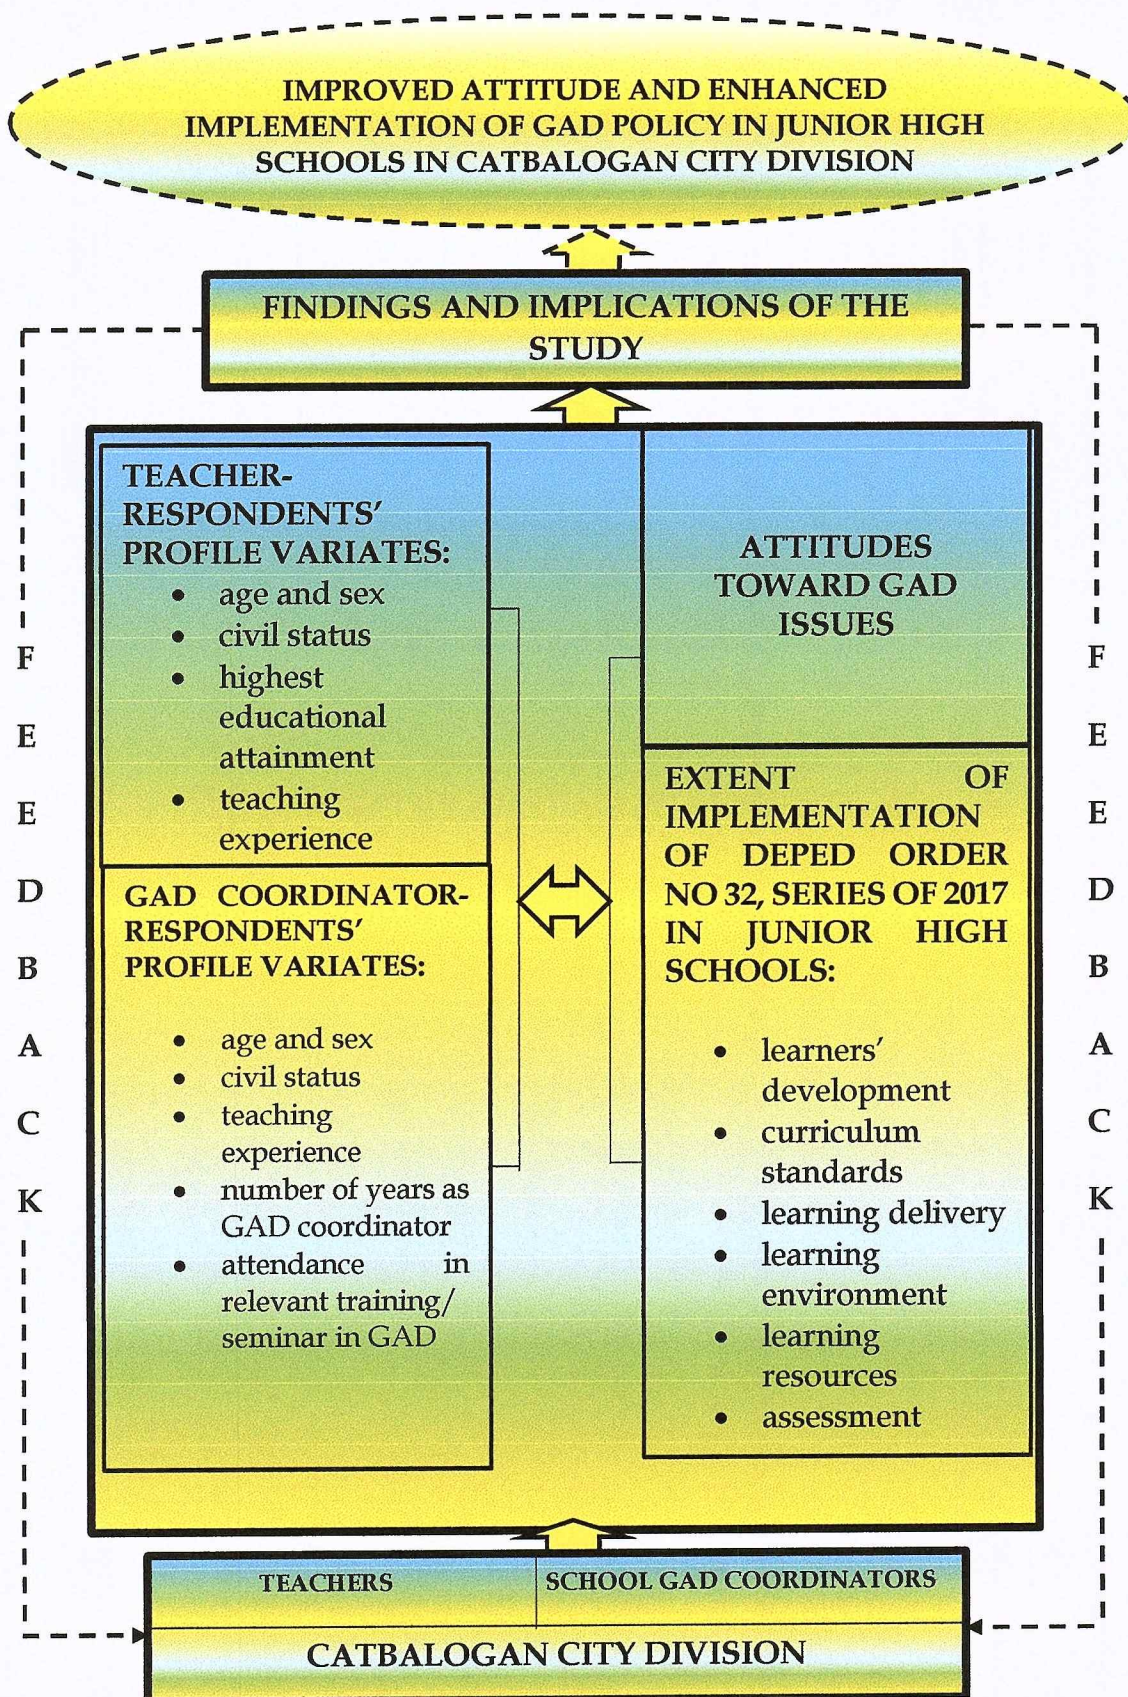 IMPROVED ATTITUDE AND ENHANCED
IMPLEMENTATION OF GAD POLICY IN JUNIOR HIGH
SCHOOLS IN CATBALOGAN CITY DIVISION
FINDINGS AND IMPLICATIONS OF THE
STUDY
TEACHER-
RESPONDENTS'
PROFILE VARIATES:
• age and sex
• civil status
• highest
educational
attainment
• teaching
experience
GAD COORDINATOR-
RESPONDENTS'
PROFILE VARIATES:
• age and sex
• civil status
• teaching
experience
• number of years as
GAD coordinator
• attendance in
relevant training/
seminar in GAD
ATTITUDES
TOWARD GAD
ISSUES
EXTENT OF
IMPLEMENTATION
OF DEPED ORDER
NO 32, SERIES OF 2017
IN JUNIOR HIGH
SCHOOLS:
• learners'
development
• curriculum
standards
• learning delivery
• learning
environment
• learning
resources
• assessment
F
E
E
D
B
A
C
K
F
E
E
D
B
A
C
K
TEACHERS
SCHOOL GAD COORDINATORS
CATBALOGAN CITY DIVISION